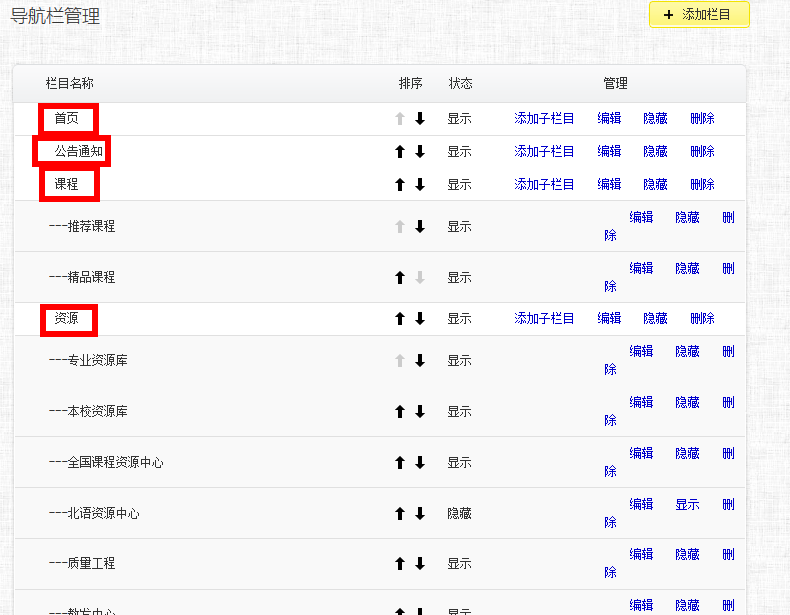 导航栏管理
添加栏目
栏目名称 排序 状态 管理
首页 显示 添加子栏目 编辑 隐藏 删除
公告通知 显示 添加子栏目 编辑 隐藏 删除
课程 显示 添加子栏目 编辑 隐藏 删除
---推荐课程 显示 编辑 隐藏 删
除
---精品课程 显示 编辑 隐藏 删
除
资源 显示 添加子栏目 编辑 隐藏 删除
---专业资源库 显示 编辑 隐藏 删
除
---本校资源库 显示 编辑 隐藏 删
除
---全国课程资源中心 显示 编辑 隐藏 删
除
---北语资源中心 隐藏 编辑 显示 删
除
---质量工程 显示 编辑 隐藏 删
除
---教发中心 显示 编辑 隐藏 删